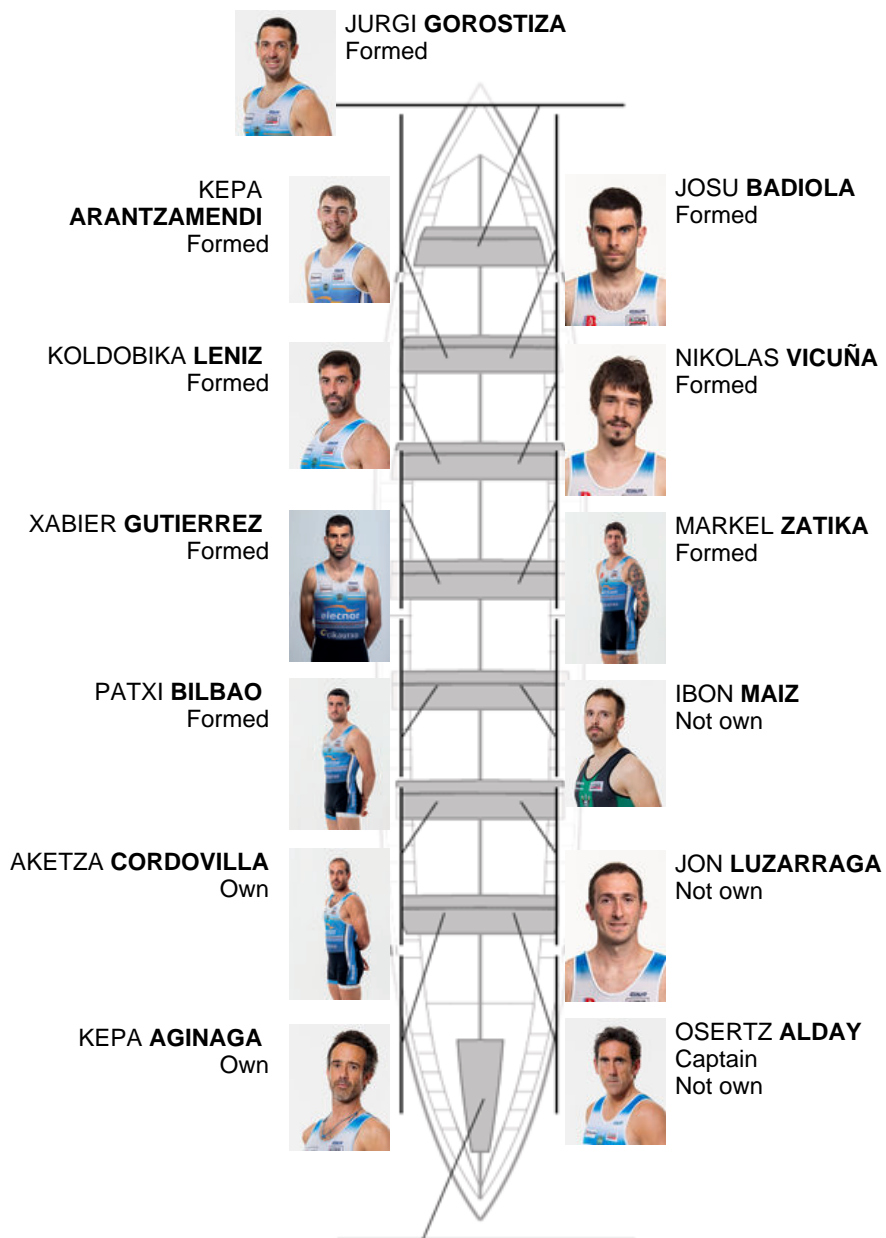 JURGI GOROSTIZA
Formed
KEPA
ARANTZAMENDI
Formed
JOSU BADIOLA
Formed
KOLDOBIKA LENIZ
Formed
NIKOLAS VICUÑA
Formed
XABIER GUTIERREZ
Formed
elecnor
cikautxo
MARKEL ZATIKA
Formed
PATXI BILBAO
Formed
IBON MAIZ
Not own
AKETZA CORDOVILLA
Own
JON LUZARRAGA
Not own
KEPA AGINAGA
Own
OSERTZ ALDAY
Captain
Not own